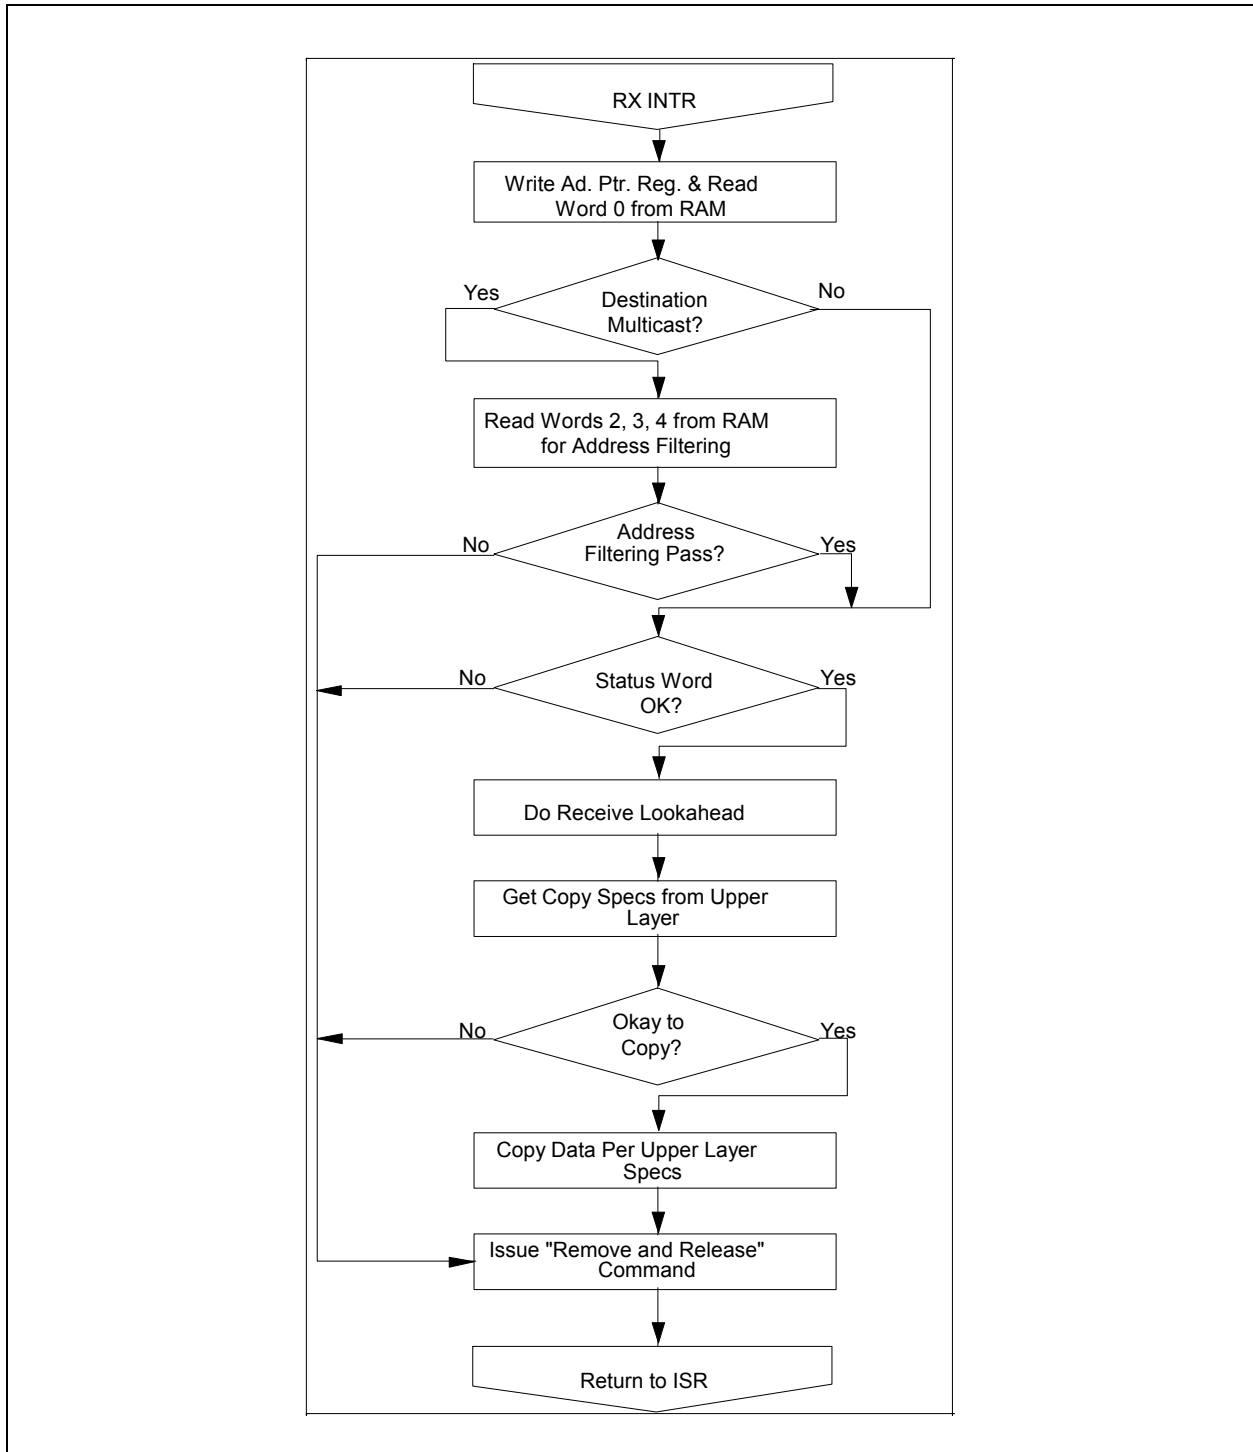 RX INTR
Write Ad. Ptr. Reg. & Read
Word 0 from RAM
Yes
No
Destination
Multicast?
Read Words 2, 3, 4 from RAM
for Address Filtering
No
Address
Filtering Pass?
Yes
No
Status Word
OK?
Yes
Do Receive Lookahead
Get Copy Specs from Upper
Layer
No
Okay to
Copy?
Yes
Copy Data Per Upper Layer
Specs
Issue "Remove and Release"
Command
Return to ISR